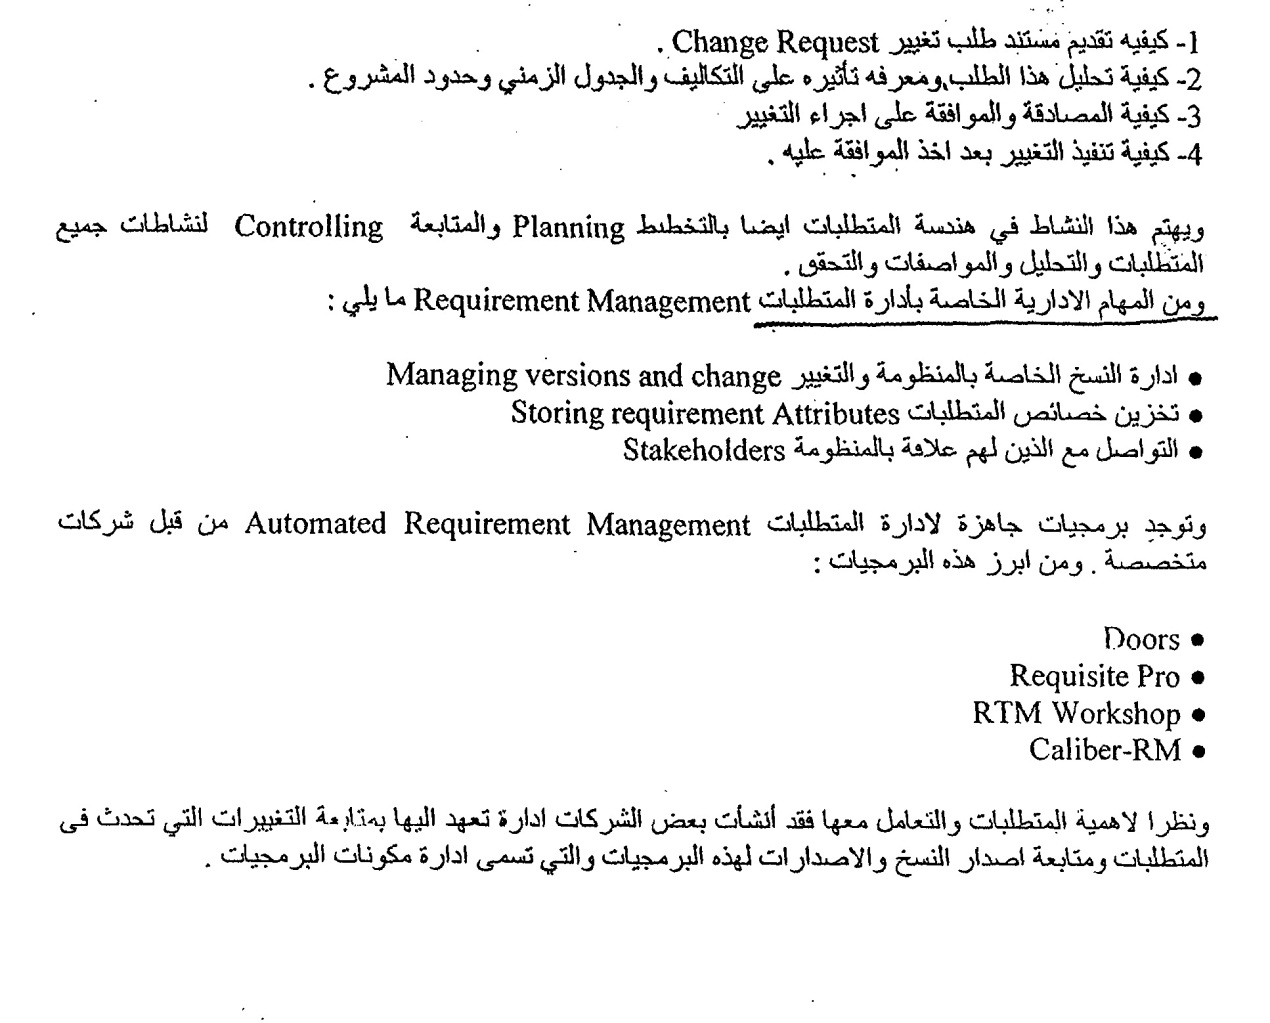 1- كيفيه تقديم مستند طلب تغيير Change Request .
2- كيفية تحليل هذا الطلب ومعرفه تأثيره على التكاليف والجدول الزمني وحدود المشروع .
3- كيفية المصادقة والموافقة على اجراء التغيير
4- كيفية تنفيذ التغيير بعد اخذ الموافقة عليه .
ويهتم هذا النشاط في هندسة المتطلبات ايضا بالتخطيط Planning والمتابعة Controlling لنشاطات جميع
المتطلبات والتحليل والمواصفات والتحقق .
ومن المهام الادارية الخاصة بأدارة المتطلبات Requirement Management ما يلي :
● ادارة النسخ الخاصة بالمنظومة والتغيير Managing versions and change
● تخزين خصائص المتطلبات Storing requirement Attributes
● التواصل مع الذين لهم علاقة بالمنظومة Stakeholders
وتوجد برمجيات جاهزة لادارة المتطلبات Automated Requirement Management من قبل شركات
متخصصة . ومن ابرز هذه البرمجيات :
● Doors
● Requisite Pro
● RTM Workshop
● Caliber-RM
ونظرا لاهمية المتطلبات والتعامل معها فقد أنشأت بعض الشركات ادارة تعهد اليها بمتابعة التغييرات التي تحدث فى
المتطلبات ومتابعة اصدار النسخ والاصدارات لهذه البرمجيات والتي تسمى ادارة مكونات البرمجيات .